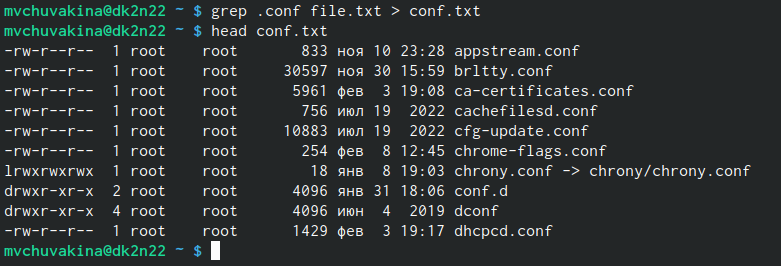 mvchuvakina@dk2n22 ~ $ grep .conf file.txt > conf.txt
mvchuvakina@dk2n22 ~ $ head conf.txt
-rw-r--r--  1 root    root       833 ноя 10 23:28 appstream.conf
-rw-r--r--  1 root    root     30597 ноя 30 15:59 brltty.conf
-rw-r--r--  1 root    root      5961 фев  3 19:08 ca-certificates.conf
-rw-r--r--  1 root    root       756 июл 19  2022 cachefilesd.conf
-rw-r--r--  1 root    root     10883 июл 19  2022 cfg-update.conf
-rw-r--r--  1 root    root       254 фев  8 12:45 chrome-flags.conf
lrwxrwxrwx  1 root    root        18 янв  8 19:03 chrony.conf -> chrony/chrony.conf
drwxr-xr-x  2 root    root      4096 янв 31 18:06 conf.d
drwxr-xr-x  4 root    root      4096 июн  4  2019 dconf
-rw-r--r--  1 root    root      1429 фев  3 19:17 dhcpcd.conf
mvchuvakina@dk2n22 ~ $